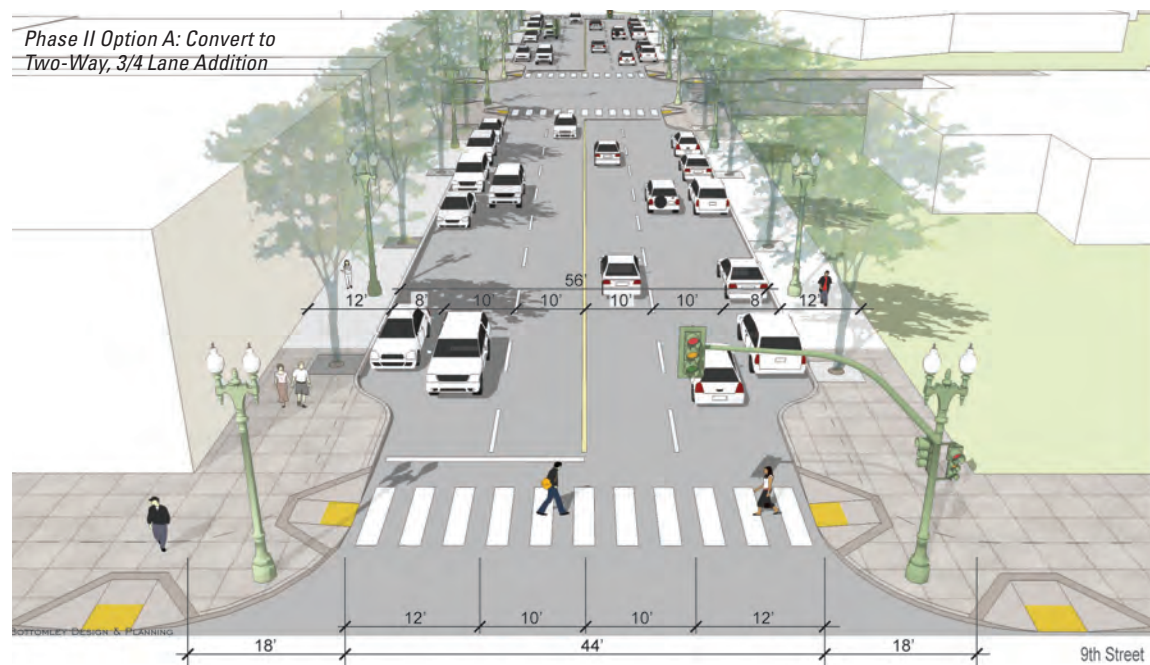 Phase II Option A: Convert to
Two-Way, 3/4 Lane Addition
56'
12' 8' 10' 10' 10' 10' 8' 12'
12' 10' 10' 12'
BOTTOMLEY DESIGN & PLANNING
18' 44' 18'
9th Street